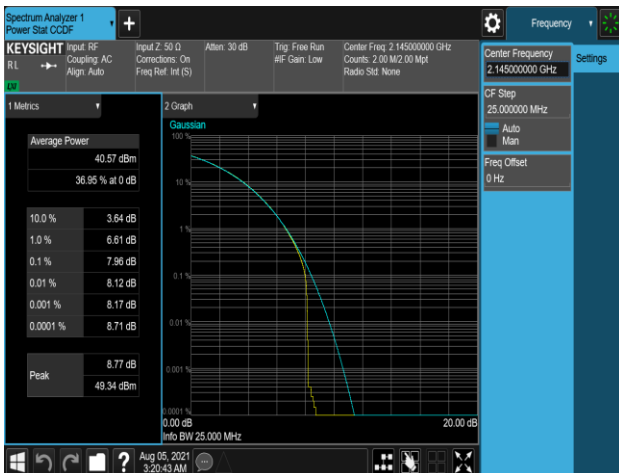 Spectrum Analyzer 1
Power Stat CCDF
Frequency
KEYSIGHT
R L
Input: RF
Coupling: AC
Align: Auto
Input Z: 50 Ω
Corrections: On
Freq Ref: Int (S)
Atten: 30 dB
Trig: Free Run
#IF Gain: Low
Center Freq: 2.145000000 GHz
Counts: 2.00 M/2.00 Mpt
Radio Std: None
Center Frequency
2.145000000 GHz
Settings
CF Step
25.000000 MHz
Auto
Man
Freq Offset
0 Hz
1 Metrics
Average Power
40.57 dBm
36.95 % at 0 dB
10.0 % 3.64 dB
1.0 % 6.61 dB
0.1 % 7.96 dB
0.01 % 8.12 dB
0.001 % 8.17 dB
0.0001 % 8.71 dB
Peak
8.77 dB
49.34 dBm
2 Graph
Gaussian
100 %
10 %
1 %
0.1 %
0.01 %
0.001 %
0.0001 %
0.00 dB 20.00 dB
Info BW 25.000 MHz
?
Aug 05, 2021
3:20:43 AM